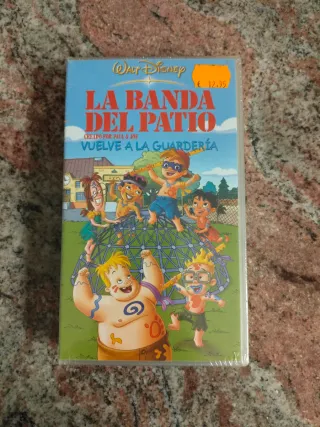 WALT DISNEY
LA BANDA
DEL PATIO
VUELVE A LA GUARDERÍA